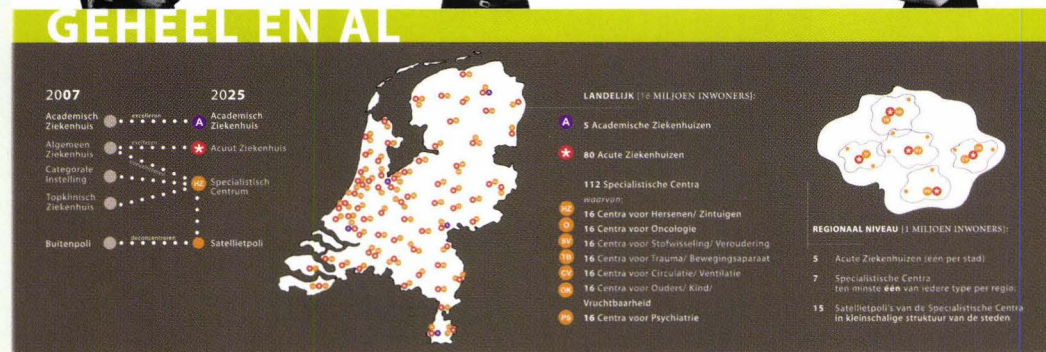 GEHEEL EN AL
2007
2025
Academisch
Ziekenhuis
excelleren
A
Academisch
Ziekenhuis
Algemeen
Ziekenhuis
excelleren
Acuut Ziekenhuis
Categorale
Instelling
HZ
Specialistisch
Centrum
Topklinisch
Ziekenhuis
Buitenpoli
deconcentreren
Satellietpoli
LANDELIJK [16 MILJOEN INWONERS]:
A
5 Academische Ziekenhuizen
80 Acute Ziekenhuizen
112 Specialistische Centra
waarvan:
HZ
16 Centra voor Hersenen/ Zintuigen
O
16 Centra voor Oncologie
SV
16 Centra voor Stofwisseling/ Veroudering
TB
16 Centra voor Trauma/ Bewegingsaparaat
CV
16 Centra voor Circulatie/ Ventilatie
OK
16 Centra voor Ouders/ Kind/
Vruchtbaarheid
PS
16 Centra voor Psychiatrie
REGIONAAL NIVEAU [1 MILJOEN INWONERS]:
5 Acute Ziekenhuizen (één per stad)
7 Specialistische Centra
ten minste één van iedere type per regio.
15 Satellietpoli's van de Specialistische Centra
in kleinschalige struktuur van de steden